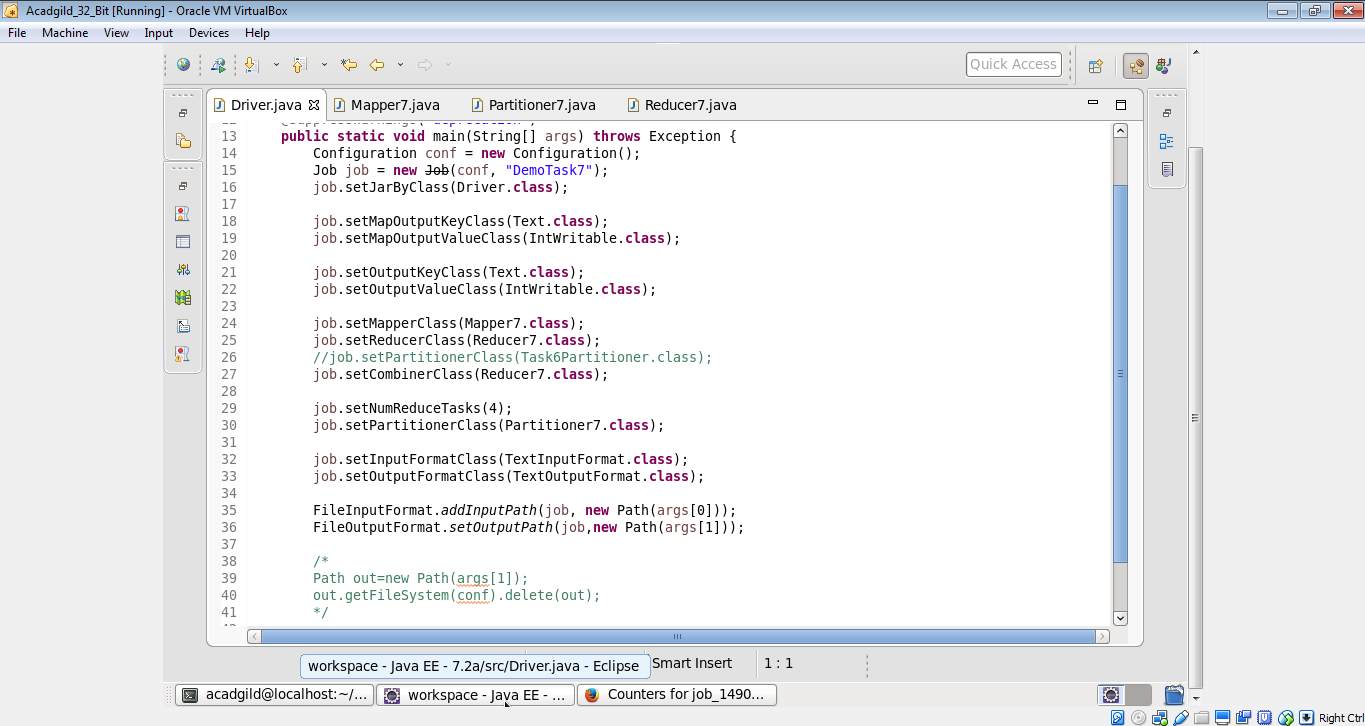 Acadgild_32_Bit [Running] - Oracle VM VirtualBox
File Machine View Input Devices Help
Quick Access
Driver.java Mapper7.java Partitioner7.java Reducer7.java
13 public static void main(String[] args) throws Exception {
14 Configuration conf = new Configuration();
15 Job job = new Job(conf, "DemoTask7");
16 job.setJarByClass(Driver.class);
17
18 job.setMapOutputKeyClass(Text.class);
19 job.setMapOutputValueClass(IntWritable.class);
20
21 job.setOutputKeyClass(Text.class);
22 job.setOutputValueClass(IntWritable.class);
23
24 job.setMapperClass(Mapper7.class);
25 job.setReducerClass(Reducer7.class);
26 //job.setPartitionerClass(Task6Partitioner.class);
27 job.setCombinerClass(Reducer7.class);
28
29 job.setNumReduceTasks(4);
30 job.setPartitionerClass(Partitioner7.class);
31
32 job.setInputFormatClass(TextInputFormat.class);
33 job.setOutputFormatClass(TextOutputFormat.class);
34
35 FileInputFormat.addInputPath(job, new Path(args[0]));
36 FileOutputFormat.setOutputPath(job,new Path(args[1]));
37
38 /*
39 Path out=new Path(args[1]);
40 out.getFileSystem(conf).delete(out);
41 */
workspace - Java EE - 7.2a/src/Driver.java - Eclipse Smart Insert 1 : 1
acadgild@localhost:~/... workspace - Java EE - ... Counters for job_1490...
Right Ctrl